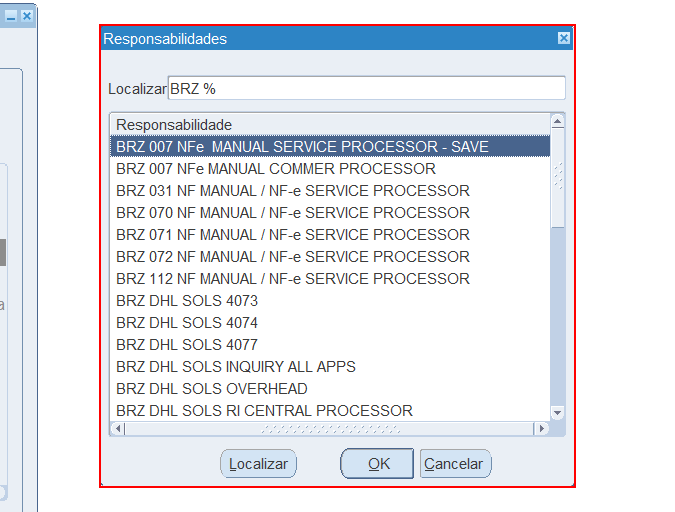 Responsabilidades
Localizar BRZ %
Responsabilidade
BRZ 007 NFe  MANUAL SERVICE PROCESSOR - SAVE
BRZ 007 NFe MANUAL COMMER PROCESSOR
BRZ 031 NF MANUAL / NF-e SERVICE PROCESSOR
BRZ 070 NF MANUAL / NF-e SERVICE PROCESSOR
BRZ 071 NF MANUAL / NF-e SERVICE PROCESSOR
BRZ 072 NF MANUAL / NF-e SERVICE PROCESSOR
BRZ 112 NF MANUAL / NF-e SERVICE PROCESSOR
BRZ DHL SOLS 4073
BRZ DHL SOLS 4074
BRZ DHL SOLS 4077
BRZ DHL SOLS INQUIRY ALL APPS
BRZ DHL SOLS OVERHEAD
BRZ DHL SOLS RI CENTRAL PROCESSOR
Localizar OK Cancelar